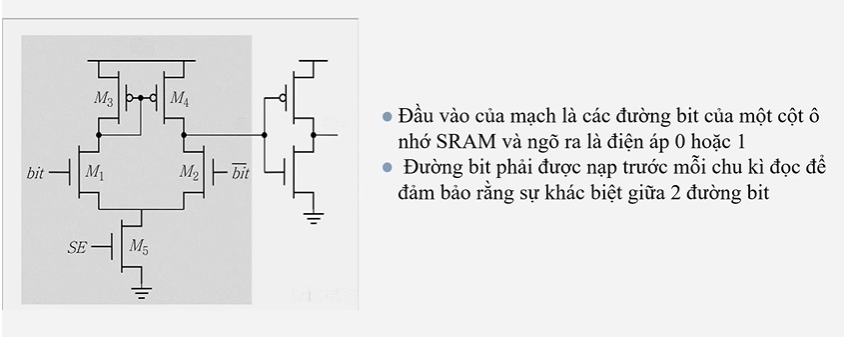 M₃
M₄
bit
M₁
M₂
b̅i̅t̅
SE
M₅
Đầu vào của mạch là các đường bit của một cột ô
nhớ SRAM và ngõ ra là điện áp 0 hoặc 1
Đường bit phải được nạp trước mỗi chu kì đọc để
đảm bảo rằng sự khác biệt giữa 2 đường bit